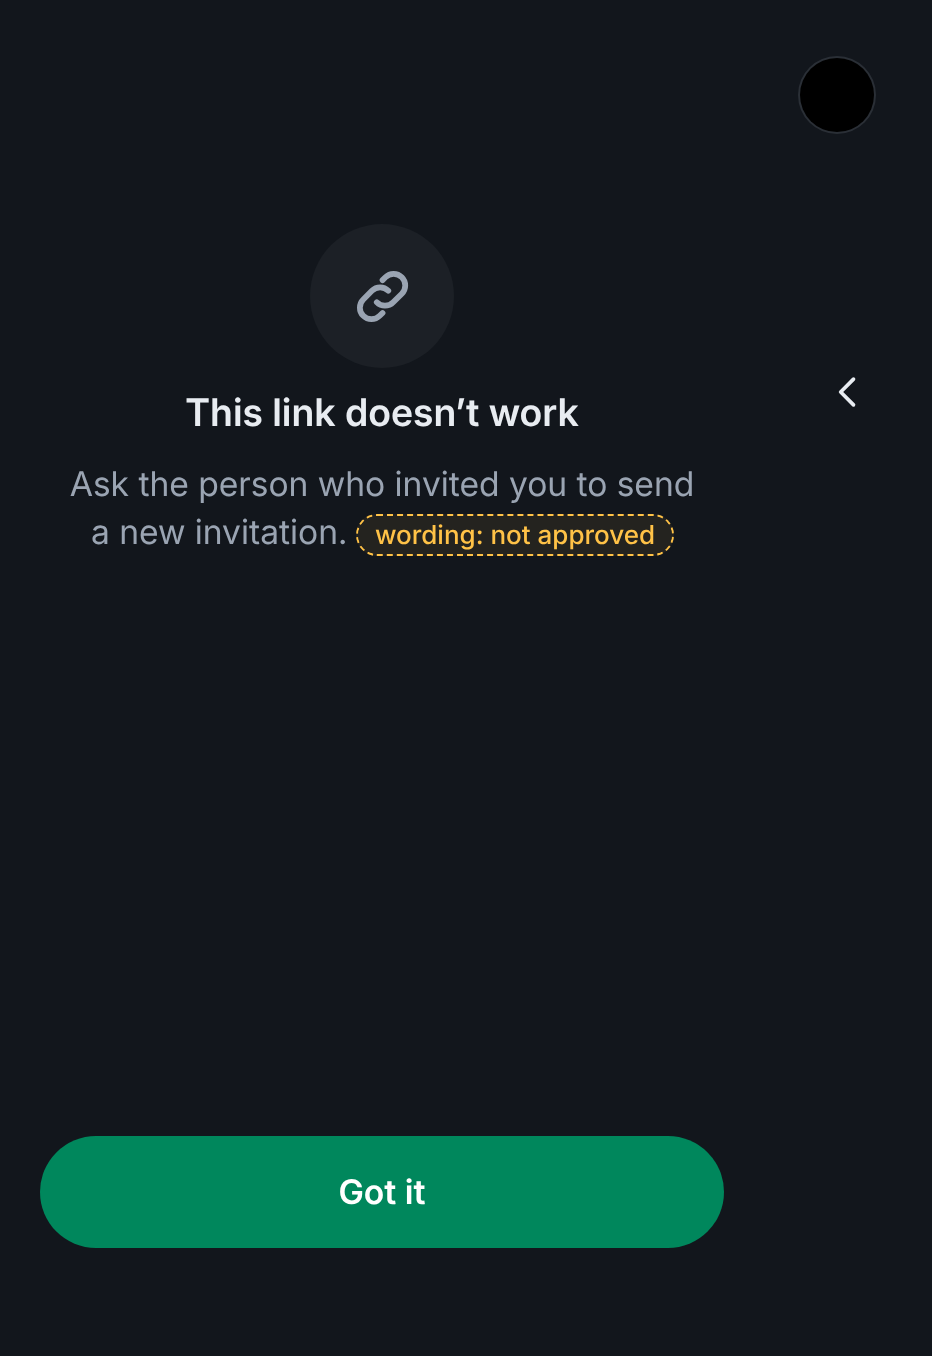 This link doesn’t work
Ask the person who invited you to send
a new invitation. wording: not approved
Got it